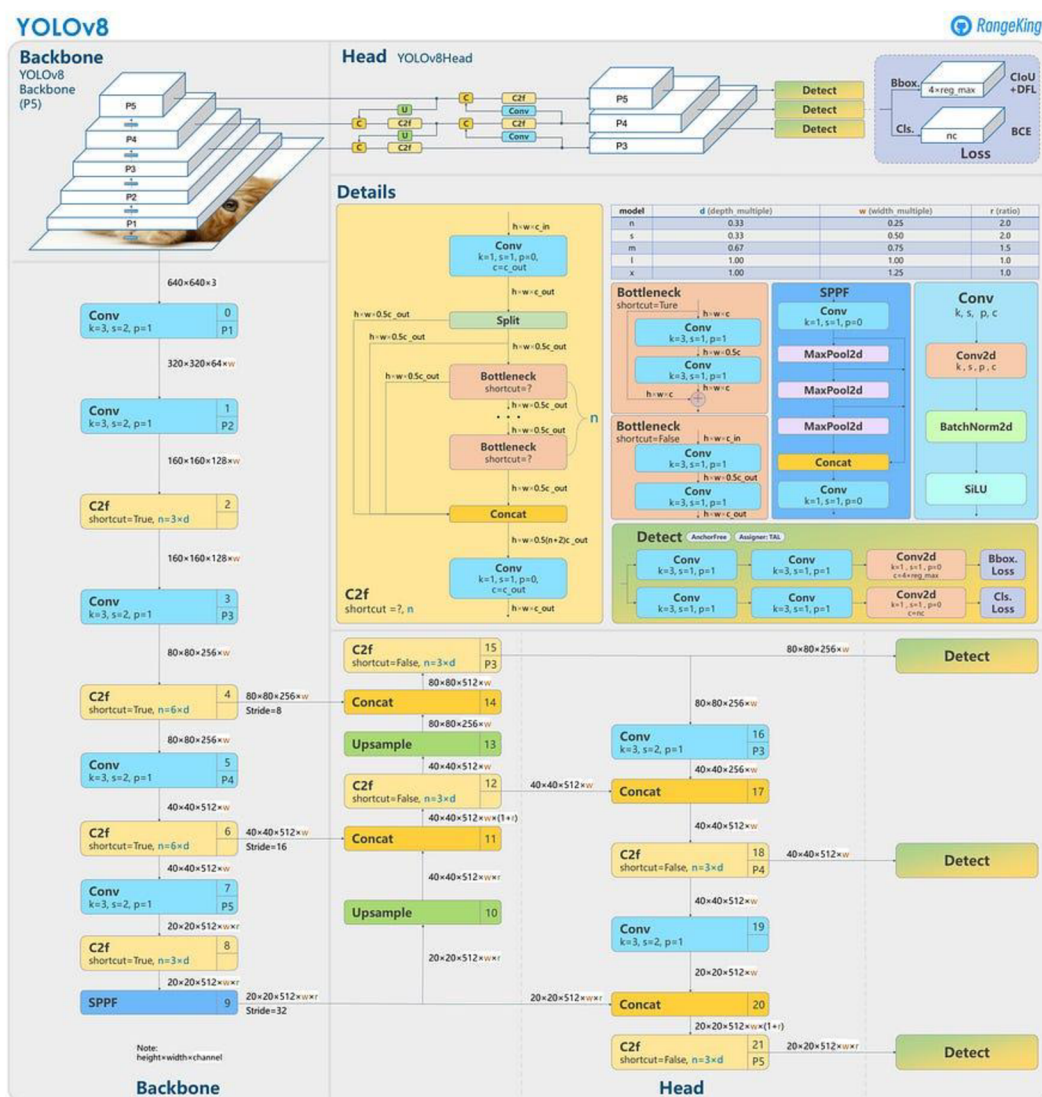 YOLOv8
RangeKing
Backbone
YOLOv8
Backbone
(P5)
P5
P4
P3
P2
P1
Head YOLOv8Head
U
C
C2f
U
C
C2f
C
C2f
Conv
C
C2f
Conv
P5
P4
P3
Detect
Detect
Detect
Bbox.
4×reg_max
CIoU
+DFL
Cls.
nc
BCE
Loss
640×640×3
Conv
k=3, s=2, p=1
0
P1
320×320×64×w
Conv
k=3, s=2, p=1
1
P2
160×160×128×w
C2f
shortcut=True, n=3×d
2
160×160×128×w
Conv
k=3, s=2, p=1
3
P3
80×80×256×w
C2f
shortcut=True, n=6×d
4
80×80×256×w
Stride=8
80×80×256×w
Conv
k=3, s=2, p=1
5
P4
40×40×512×w
C2f
shortcut=True, n=6×d
6
40×40×512×w
Stride=16
40×40×512×w
Conv
k=3, s=2, p=1
7
P5
20×20×512×w×r
C2f
shortcut=True, n=3×d
8
20×20×512×w×r
SPPF
9
20×20×512×w×r
Stride=32
Note:
height×width×channel
Backbone
Details
h×w×c_in
Conv
k=1, s=1, p=0,
c=c_out
h×w×c_out
Split
h×w×0.5c_out
h×w×0.5c_out
h×w×0.5c_out
h×w×0.5c_out
Bottleneck
shortcut=?
h×w×0.5c_out
• • •
h×w×0.5c_out
n
Bottleneck
shortcut=?
h×w×0.5c_out
Concat
h×w×0.5(n+2)c_out
Conv
k=1, s=1, p=0,
c=c_out
h×w×c_out
C2f
shortcut =?, n
model d (depth_multiple) w (width_multiple) r (ratio)
n 0.33 0.25 2.0
s 0.33 0.50 2.0
m 0.67 0.75 1.5
l 1.00 1.00 1.0
x 1.00 1.25 1.0
Bottleneck
shortcut=Ture
h×w×c
Conv
k=3, s=1, p=1
h×w×0.5c
Conv
k=3, s=1, p=1
h×w×c
h×w×c
Bottleneck
shortcut=False
h×w×c_in
Conv
k=3, s=1, p=1
h×w×0.5c_out
Conv
k=3, s=1, p=1
h×w×c_out
SPPF
Conv
k=1, s=1, p=0
MaxPool2d
MaxPool2d
MaxPool2d
Concat
Conv
k=1, s=1, p=0
Conv
k, s, p, c
Conv2d
k, s, p, c
BatchNorm2d
SiLU
Detect
AnchorFree
Assigner: TAL
Conv
k=3, s=1, p=1
Conv
k=3, s=1, p=1
Conv2d
k=1, s=1, p=0
c=4×reg_max
Bbox.
Loss
Conv
k=3, s=1, p=1
Conv
k=3, s=1, p=1
Conv2d
k=1, s=1, p=0
c=nc
Cls.
Loss
C2f
shortcut=False, n=3×d
15
P3
80×80×256×w
Detect
80×80×512×w
Concat
14
80×80×256×w
80×80×256×w
Upsample
13
Conv
k=3, s=2, p=1
16
P3
40×40×512×w
40×40×256×w
C2f
shortcut=False, n=3×d
12
40×40×512×w
Concat
17
40×40×512×w×(1+r)
40×40×512×w
Concat
11
C2f
shortcut=False, n=3×d
18
P4
40×40×512×w
Detect
40×40×512×w×r
40×40×512×w
Upsample
10
Conv
k=3, s=2, p=1
19
20×20×512×w×r
20×20×512×w
20×20×512×w×r
Concat
20
20×20×512×w×(1+r)
C2f
shortcut=False, n=3×d
21
P5
20×20×512×w×r
Detect
Head